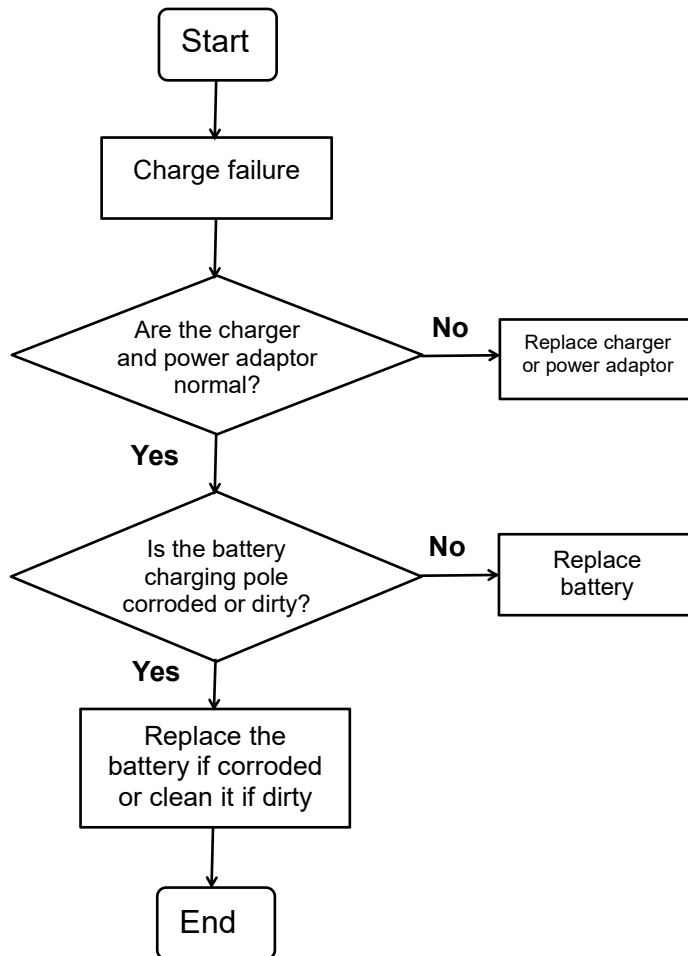 Start
Charge failure
Are the charger
and power adaptor
normal?
No
Replace charger
or power adaptor
Yes
Is the battery
charging pole
corroded or dirty?
No
Replace
battery
Yes
Replace the
battery if corroded
or clean it if dirty
End